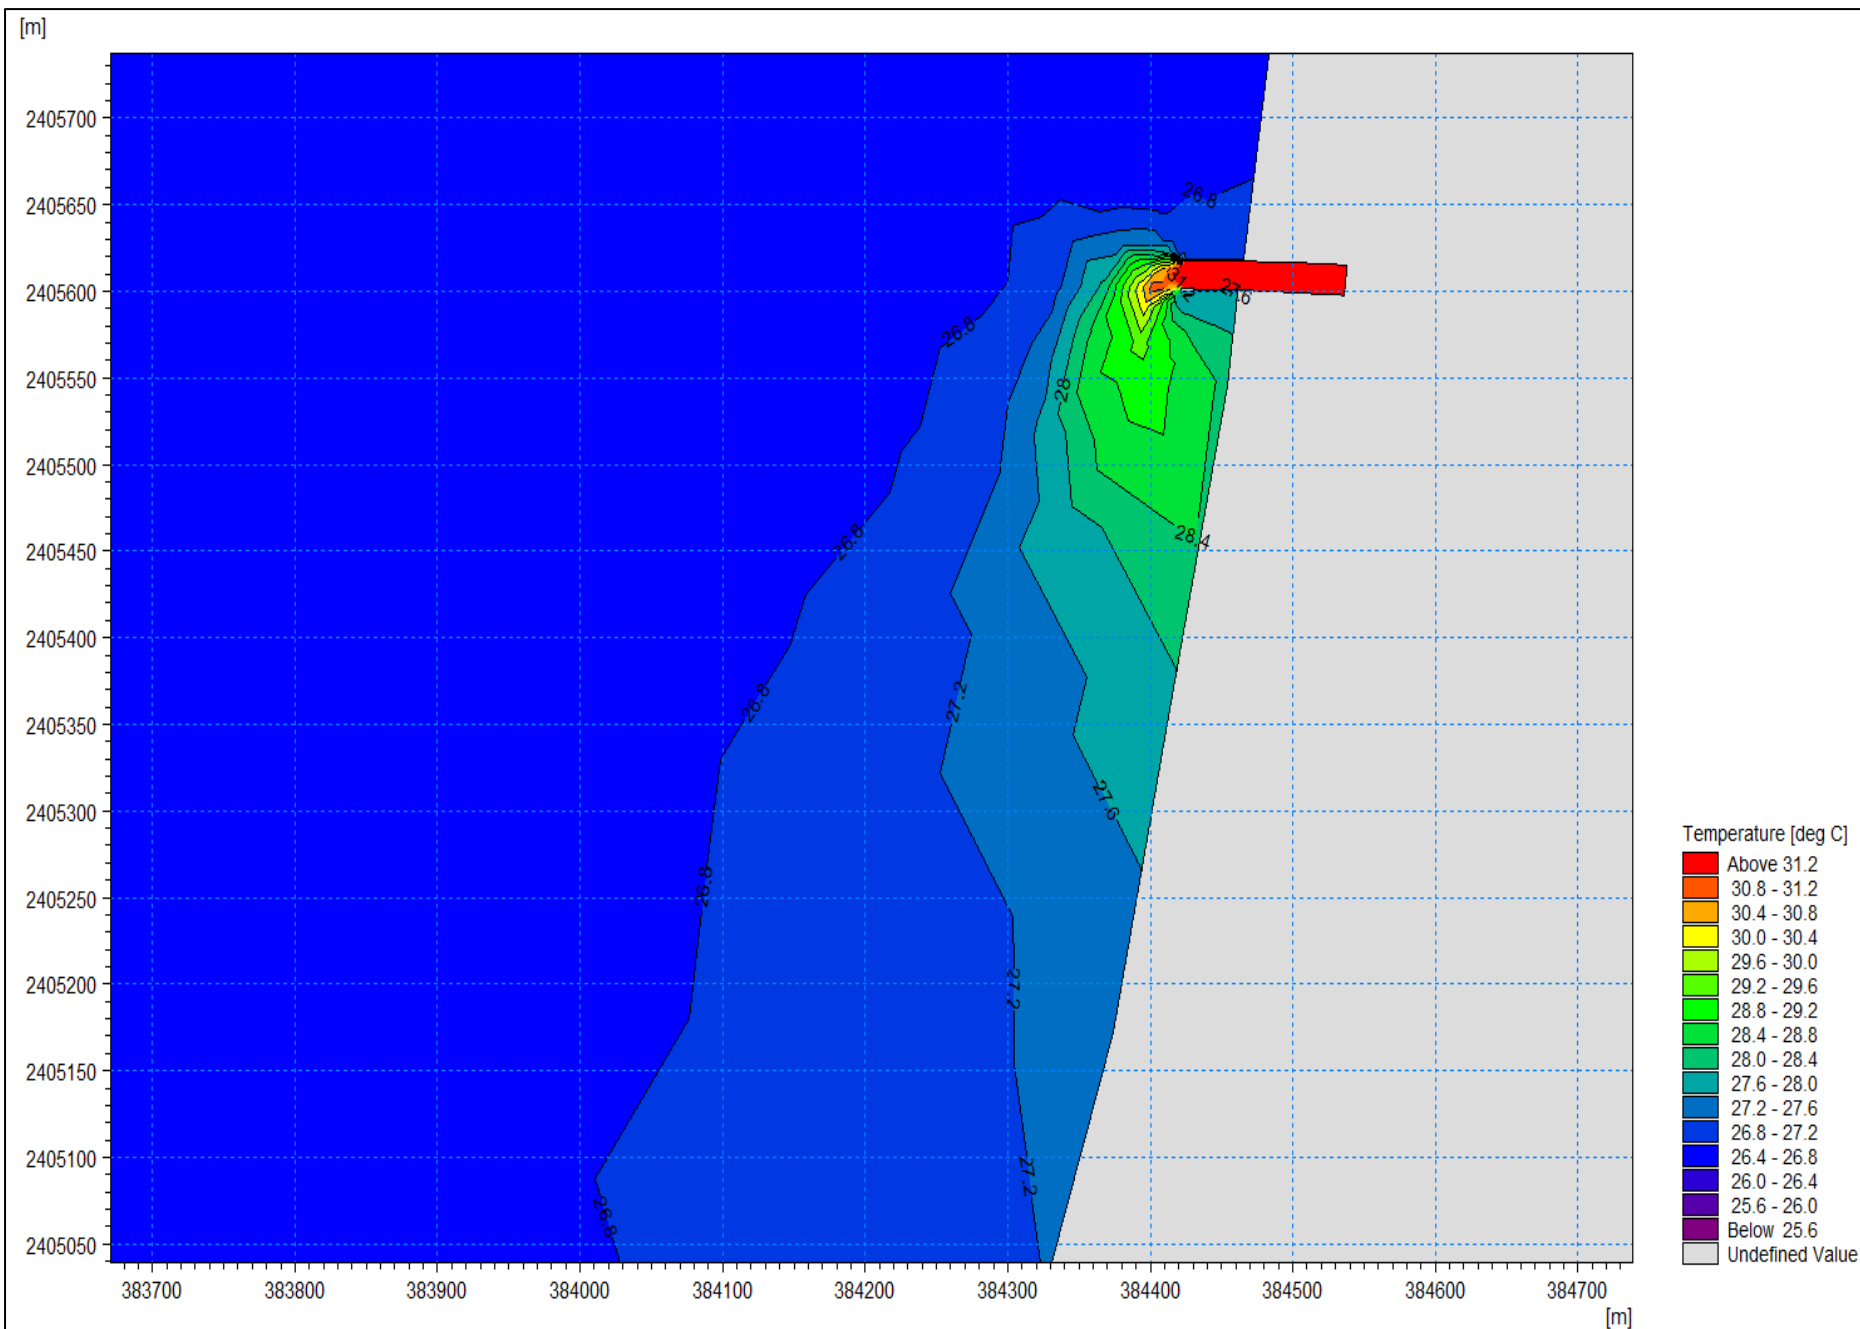 [m]
2405700
2405650
2405600
2405550
2405500
2405450
2405400
2405350
2405300
2405250
2405200
2405150
2405100
2405050
26.8
31.2
27.6
26.8
28
28.4
26.8
26.8
27.2
27.6
26.8
27.2
27.2
26.8
383700 383800 383900 384000 384100 384200 384300 384400 384500 384600 384700
[m]
Temperature [deg C]
Above 31.2
30.8 - 31.2
30.4 - 30.8
30.0 - 30.4
29.6 - 30.0
29.2 - 29.6
28.8 - 29.2
28.4 - 28.8
28.0 - 28.4
27.6 - 28.0
27.2 - 27.6
26.8 - 27.2
26.4 - 26.8
26.0 - 26.4
25.6 - 26.0
Below 25.6
Undefined Value